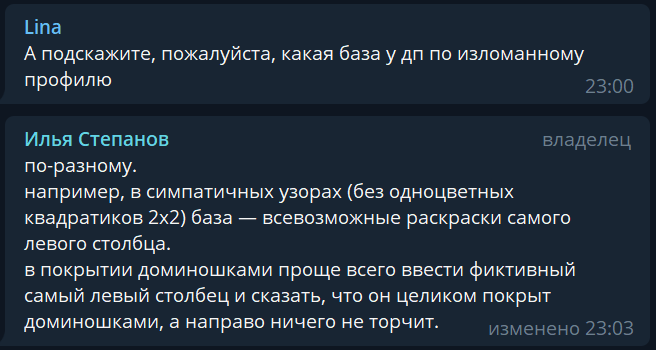 Lina
А подскажите, пожалуйста, какая база у дп по изломанному
профилю
23:00
Илья Степанов
владелец
по-разному.
например, в симпатичных узорах (без одноцветных
квадратиков 2x2) база — всевозможные раскраски самого
левого столбца.
в покрытии доминошками проще всего ввести фиктивный
самый левый столбец и сказать, что он целиком покрыт
доминошками, а направо ничего не торчит.
изменено 23:03